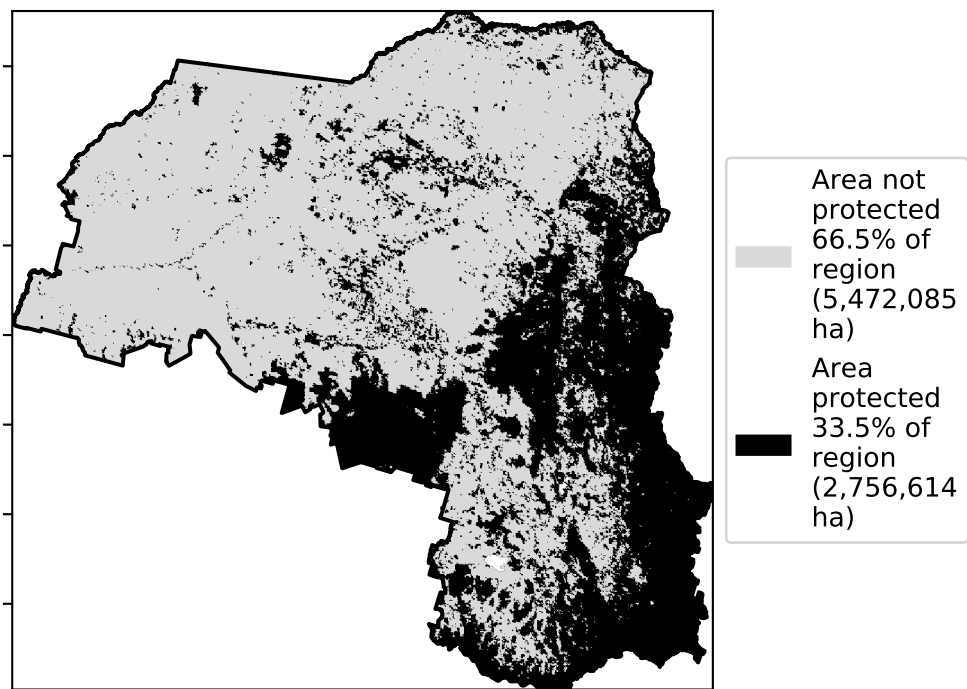 Area not
protected
66.5% of
region
(5,472,085
ha)
Area
protected
33.5% of
region
(2,756,614
ha)